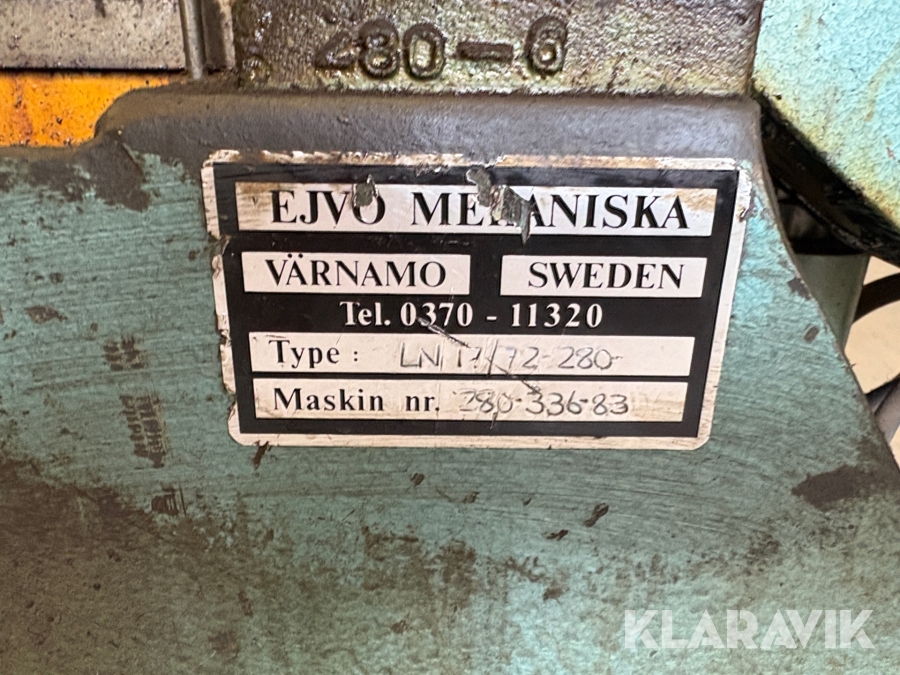 280-6
EJVO MEKANISKA
VÄRNAMO SWEDEN
Tel. 0370 - 11320
Type: LN 17/72-280
Maskin nr. 280-336-83
KLARAVIK